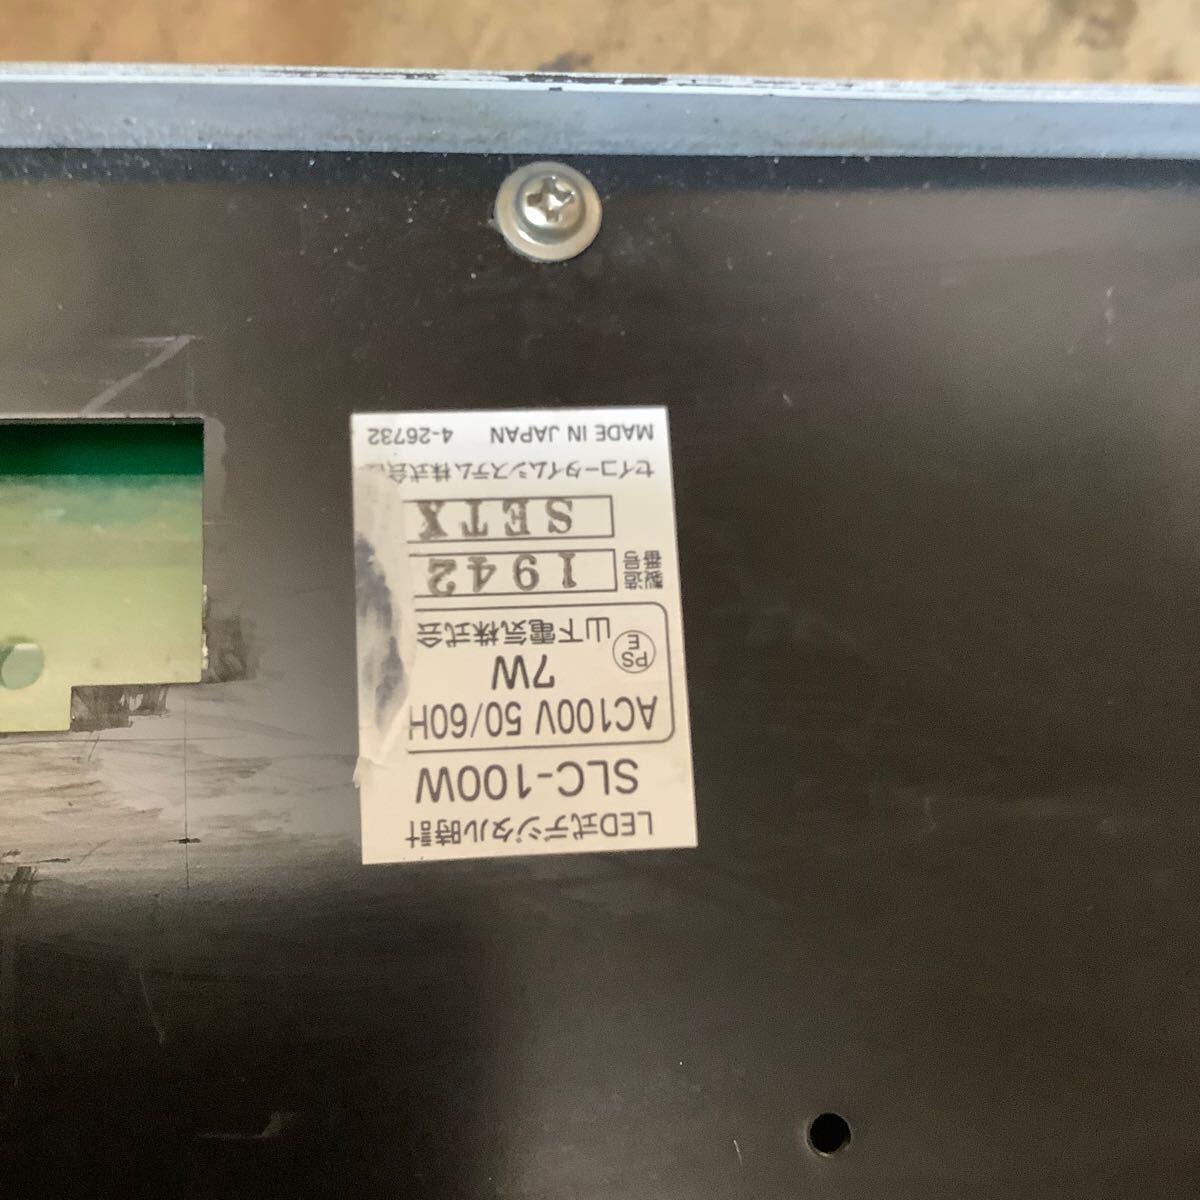 LED式デジタル時計
SLC-100W
AC100V 50/60H
7W
PSE 山下電気株式会
製造番号 1942
SETX
セイコータイムシステム株式会
MADE IN JAPAN 4-26732